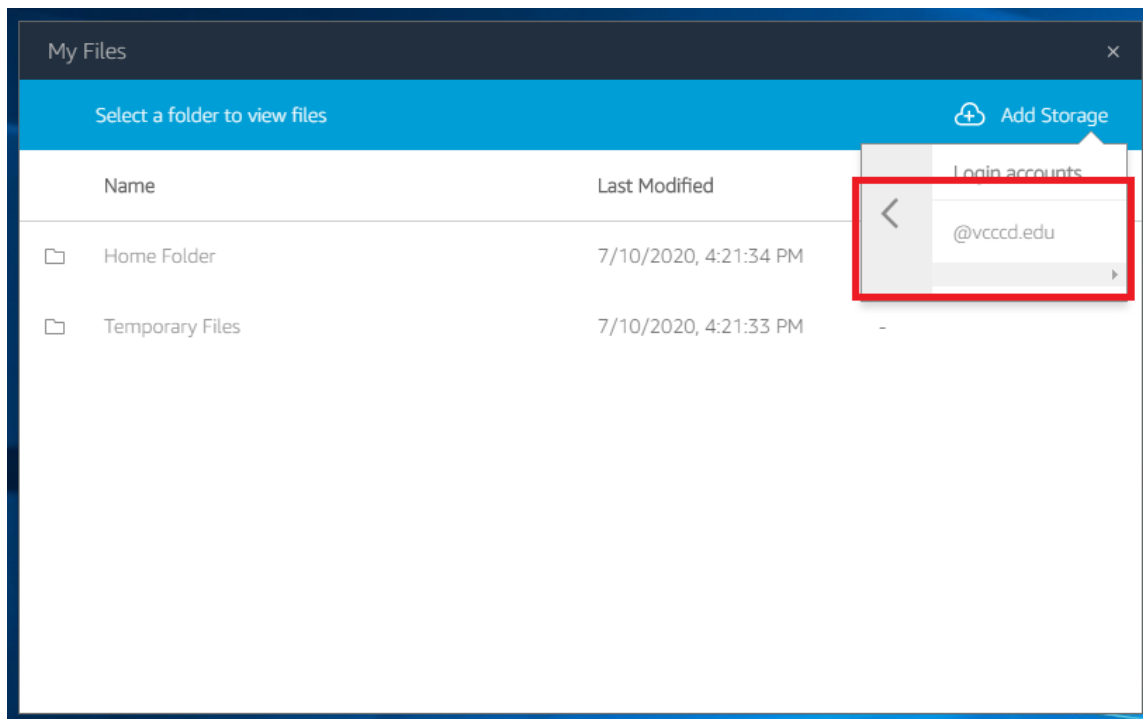 My Files
Select a folder to view files
Add Storage
Login accounts
Name Last Modified
@vcccd.edu
Home Folder 7/10/2020, 4:21:34 PM
Temporary Files 7/10/2020, 4:21:33 PM -